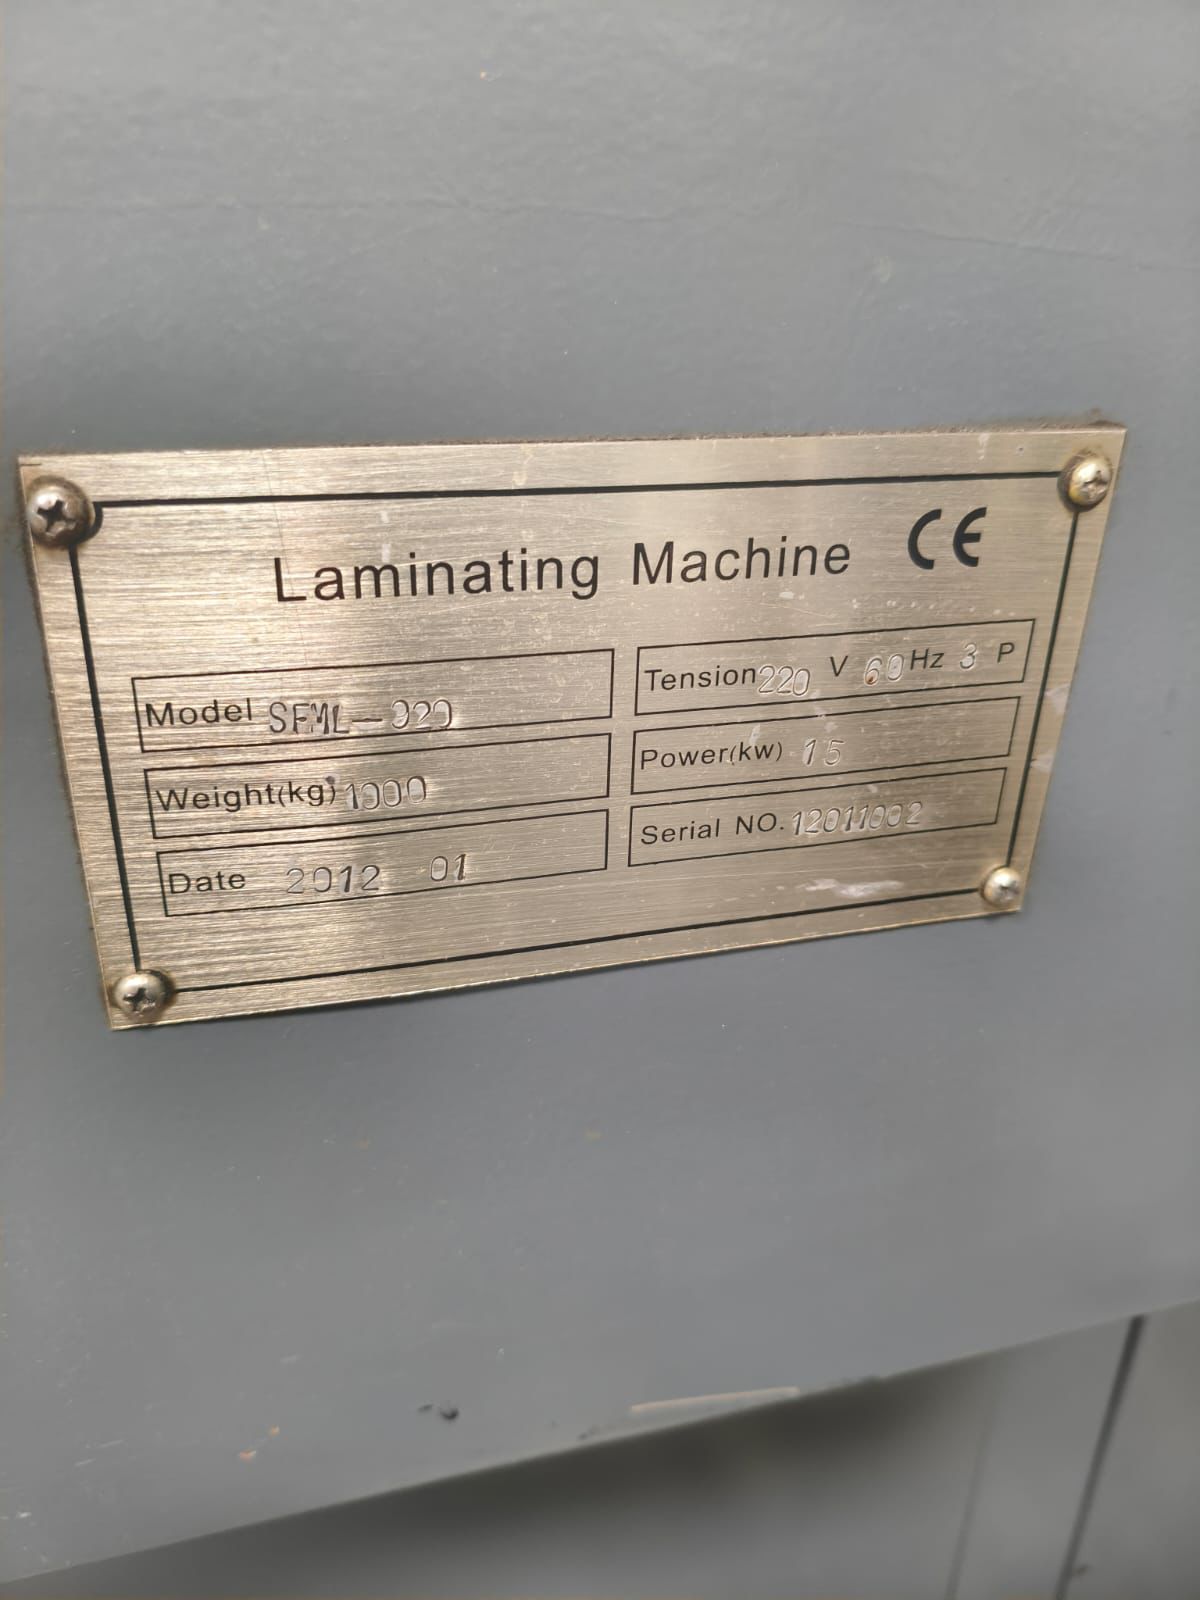 Laminating Machine CE
Model SFML-920
Tension 220 V 60 Hz 3 P
Weight(kg) 1900
Power(kw) 15
Date 2012 01
Serial NO. 12011002